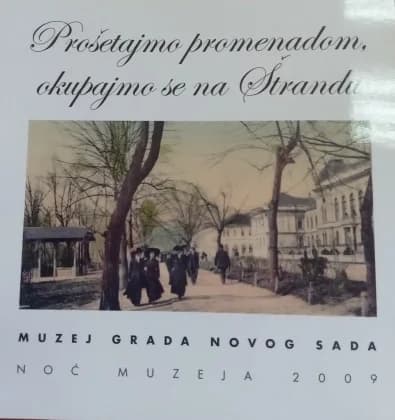 Prošetajmo promenadom,
okupajmo se na Štrandu
MUZEJ GRADA NOVOG SADA
NOĆ MUZEJA 2009